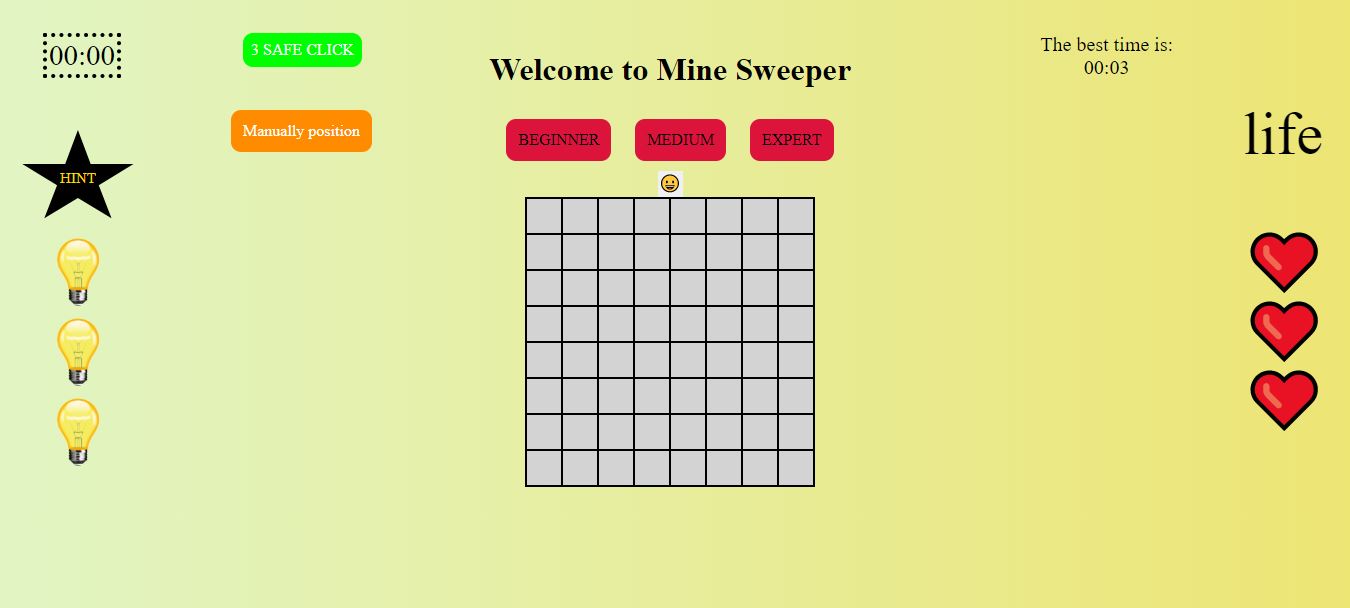 00:00
3 SAFE CLICK
Welcome to Mine Sweeper
The best time is:
00:03
Manually position
BEGINNER
MEDIUM
EXPERT
life
HINT